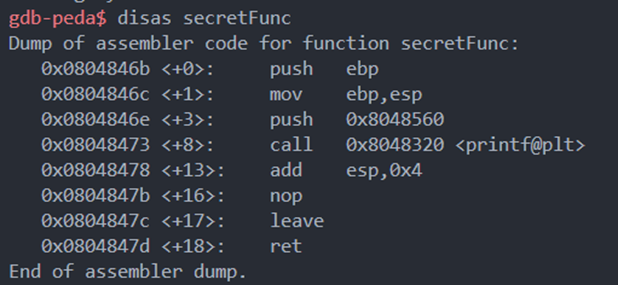 gdb-peda$ disas secretFunc
Dump of assembler code for function secretFunc:
   0x0804846b <+0>:     push   ebp
   0x0804846c <+1>:     mov    ebp,esp
   0x0804846e <+3>:     push   0x8048560
   0x08048473 <+8>:     call   0x8048320 <printf@plt>
   0x08048478 <+13>:    add    esp,0x4
   0x0804847b <+16>:    nop
   0x0804847c <+17>:    leave
   0x0804847d <+18>:    ret
End of assembler dump.